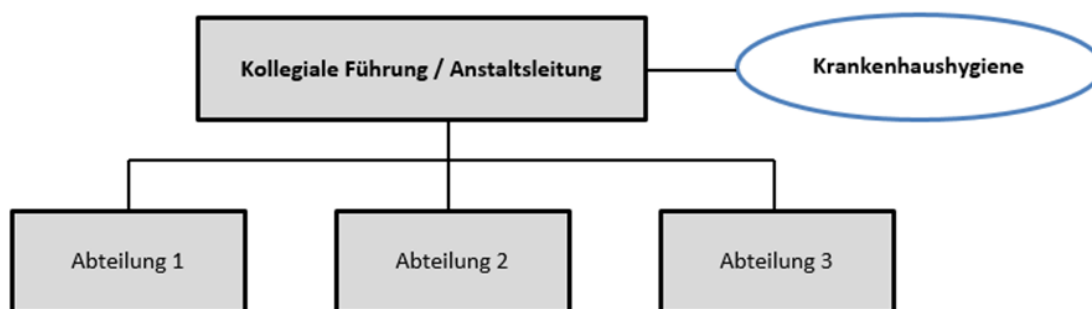 Kollegiale Führung / Anstaltsleitung
Krankenhaushygiene
Abteilung 1
Abteilung 2
Abteilung 3